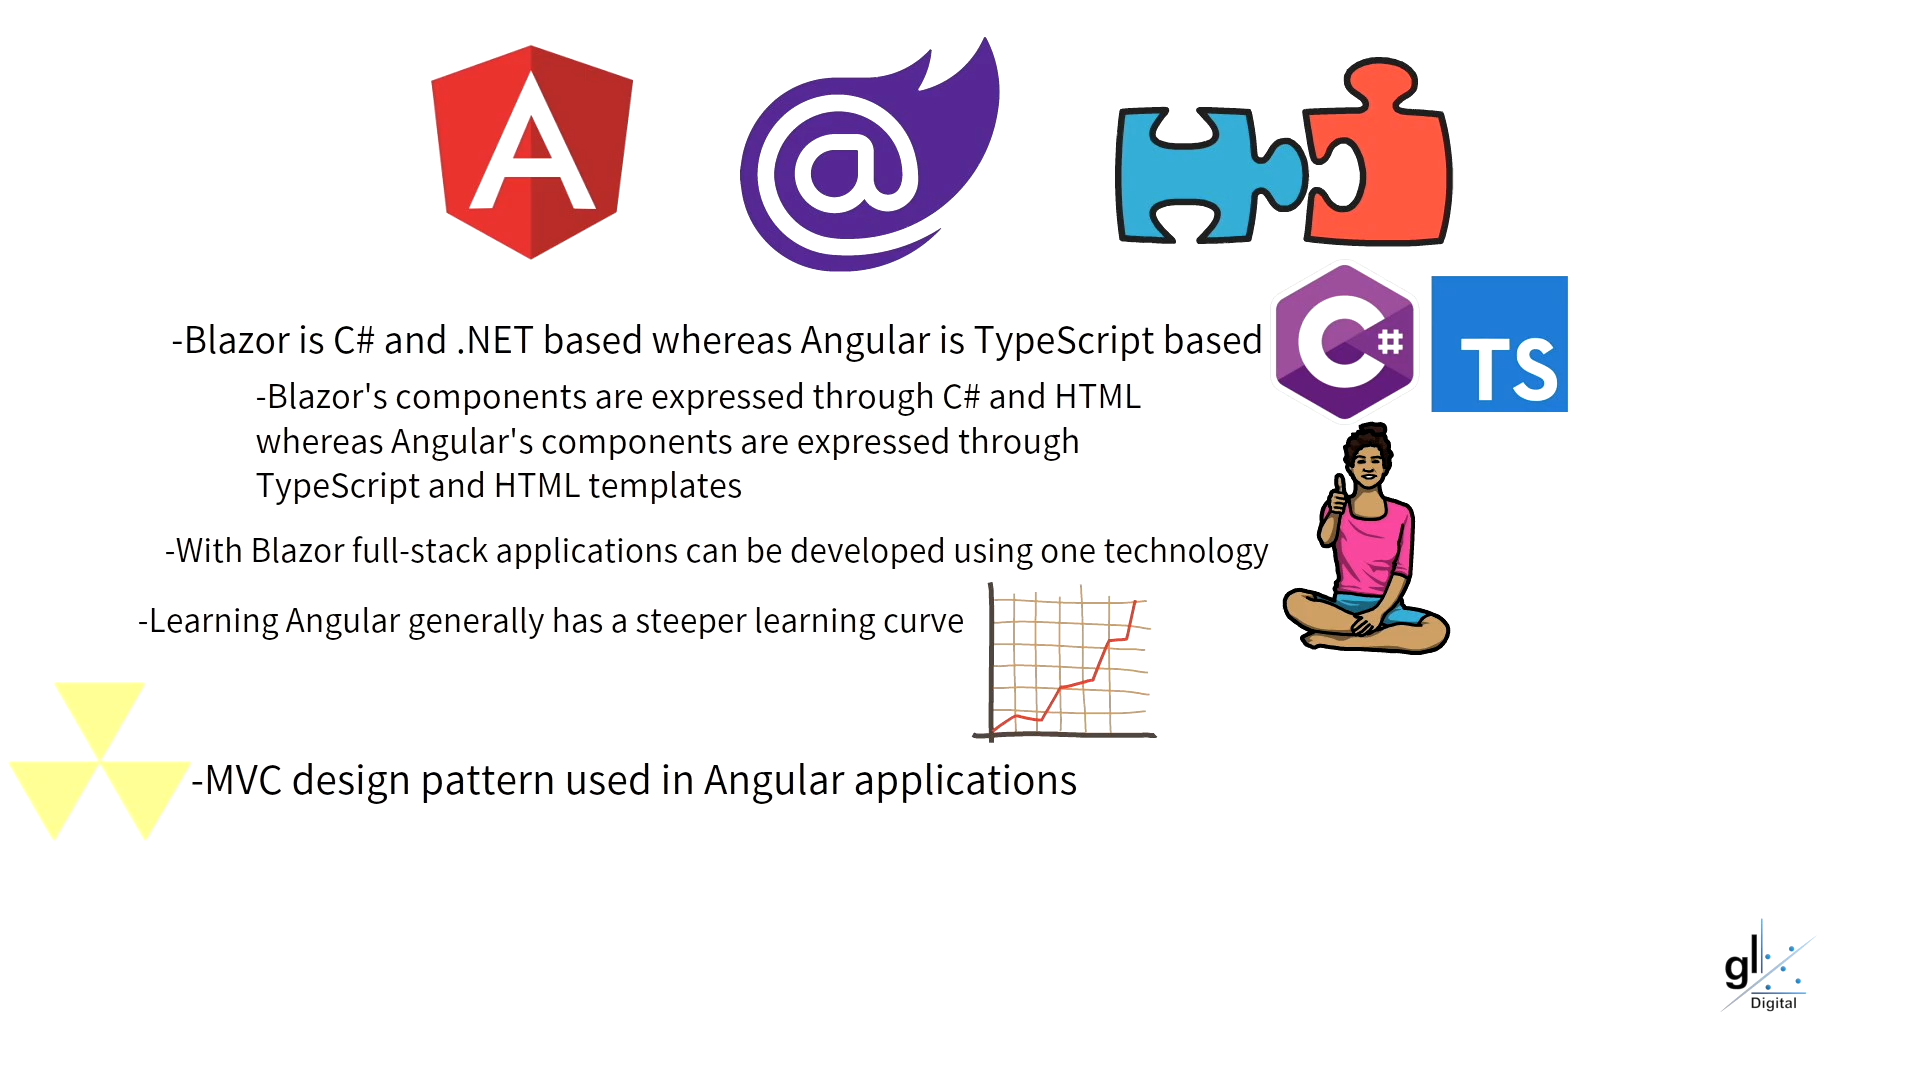 A
@
C#
TS
-Blazor is C# and .NET based whereas Angular is TypeScript based
-Blazor's components are expressed through C# and HTML
whereas Angular's components are expressed through
TypeScript and HTML templates
-With Blazor full-stack applications can be developed using one technology
-Learning Angular generally has a steeper learning curve
-MVC design pattern used in Angular applications
gl
Digital